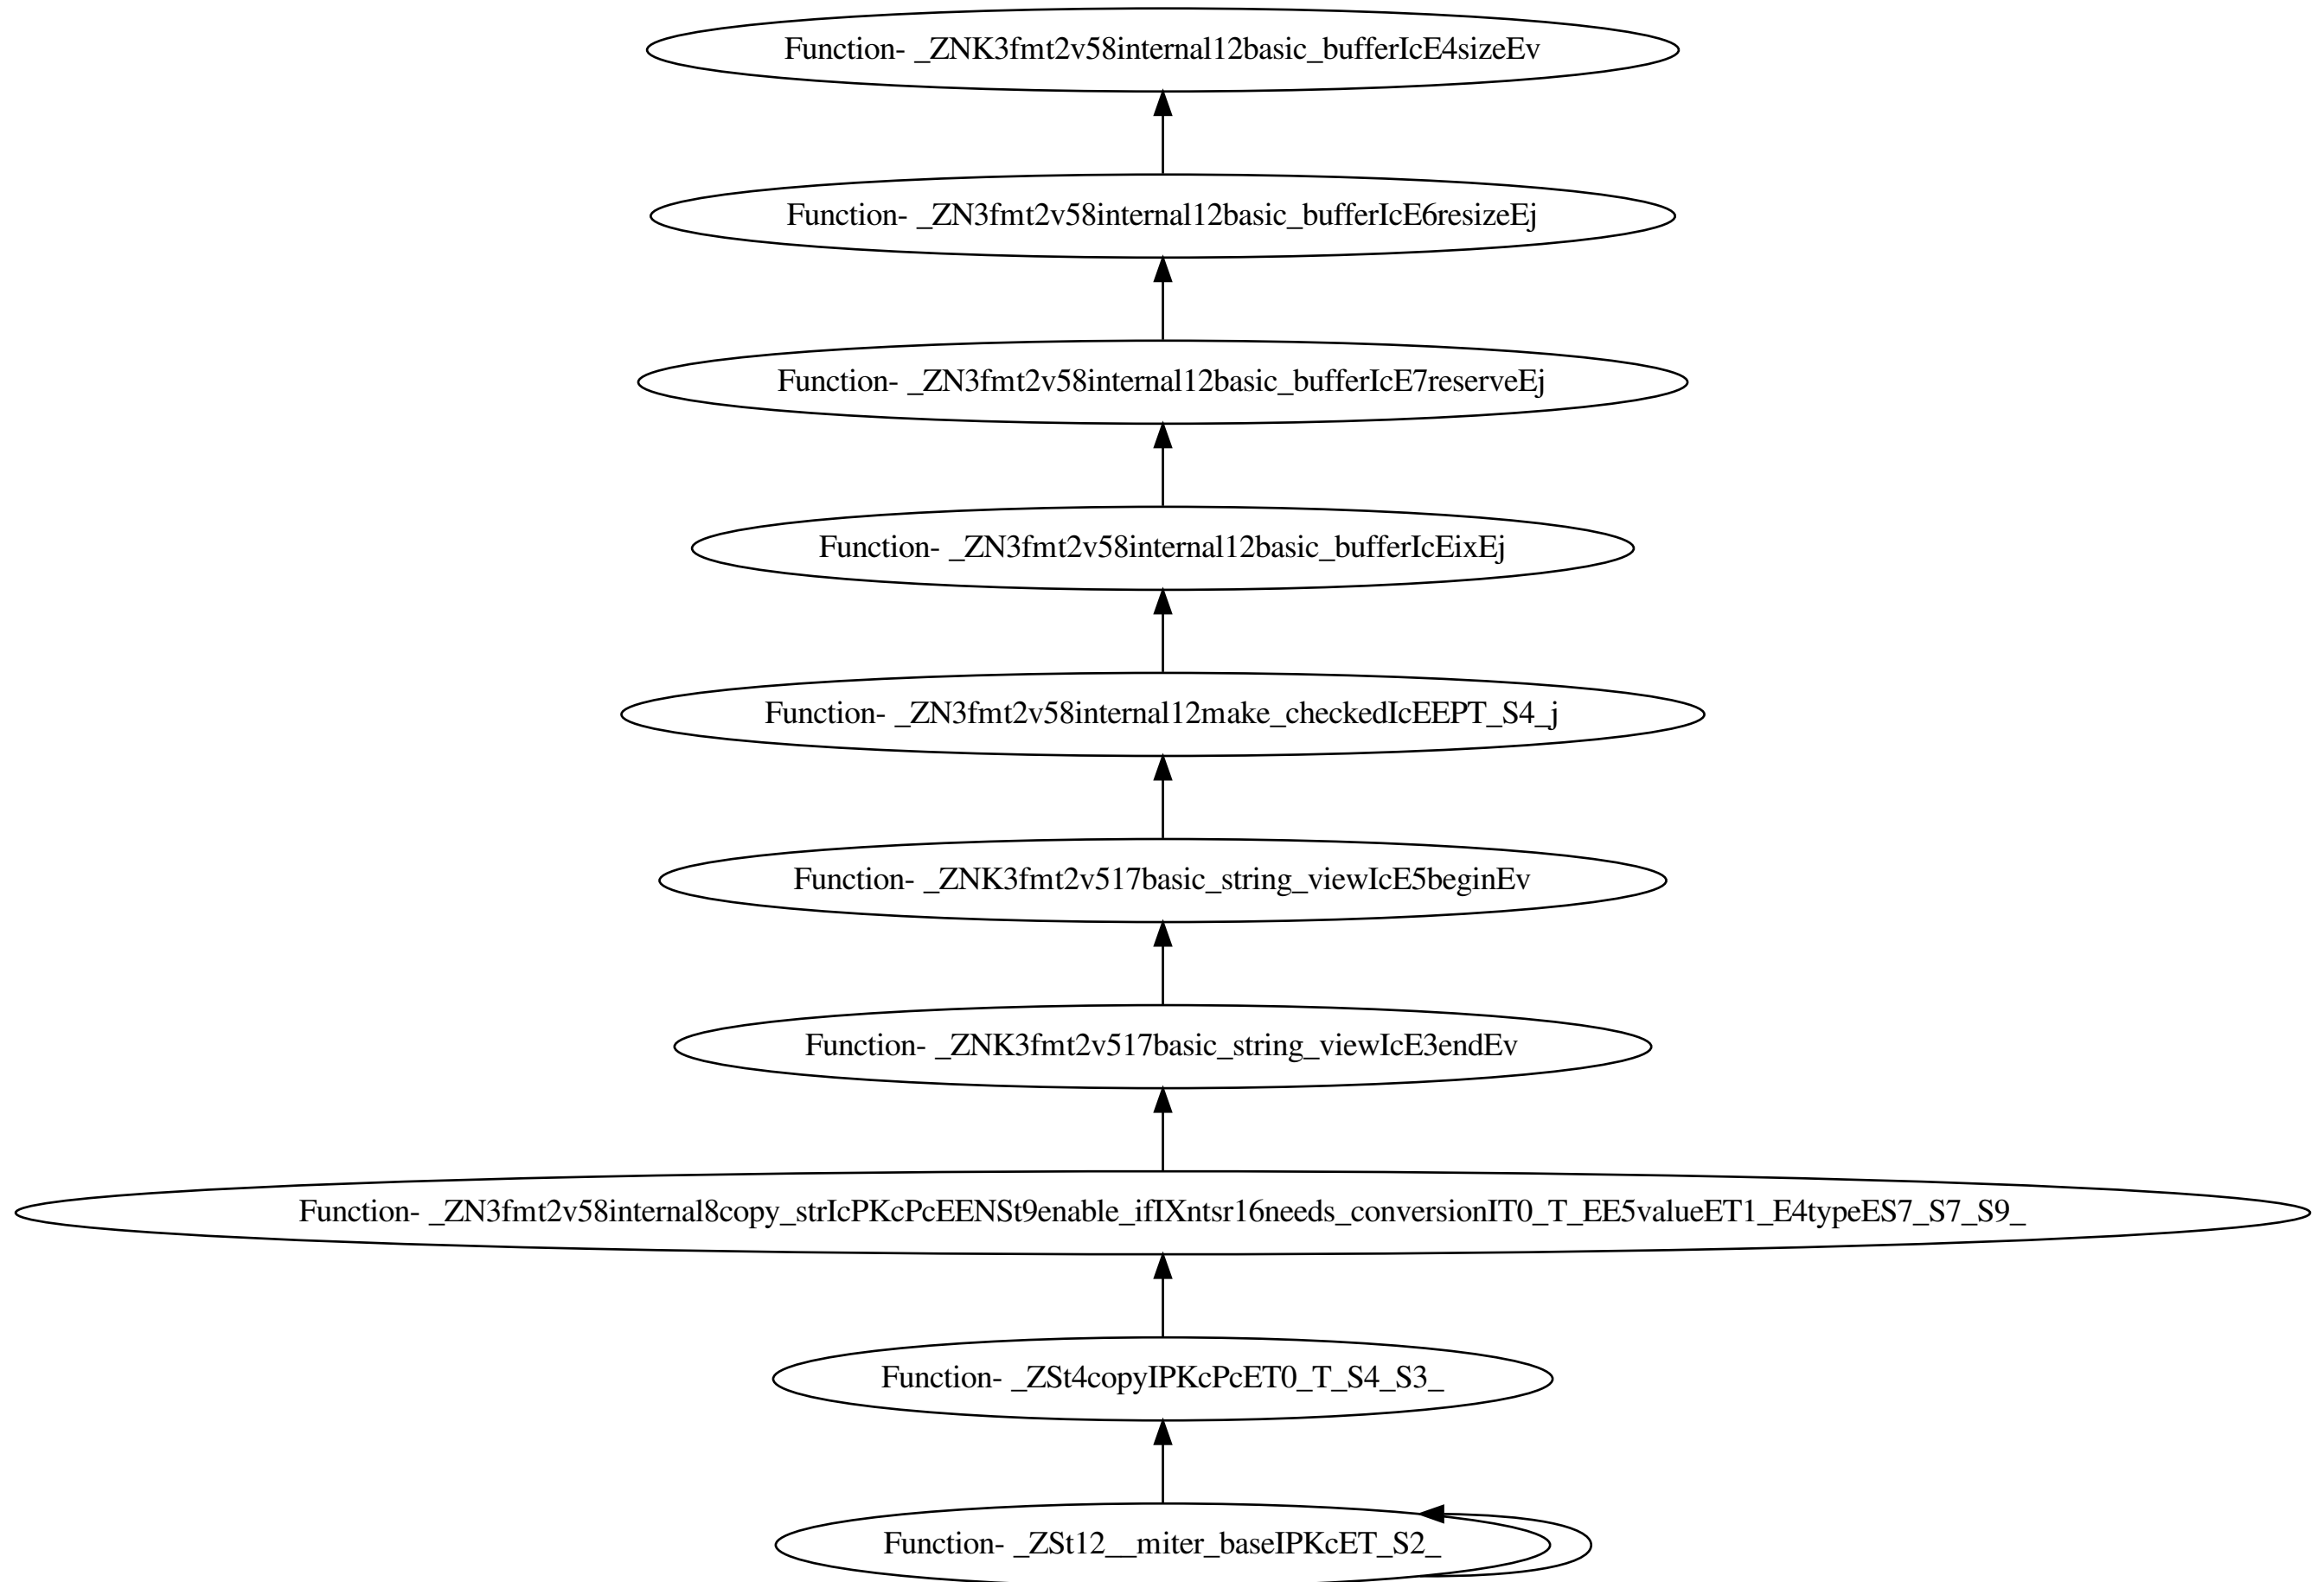 Function- _ZNK3fmt2v58internal12basic_bufferIcE4sizeEv
Function- _ZN3fmt2v58internal12basic_bufferIcE6resizeEj
Function- _ZN3fmt2v58internal12basic_bufferIcE7reserveEj
Function- _ZN3fmt2v58internal12basic_bufferIcEixEj
Function- _ZN3fmt2v58internal12make_checkedIcEEPT_S4_j
Function- _ZNK3fmt2v517basic_string_viewIcE5beginEv
Function- _ZNK3fmt2v517basic_string_viewIcE3endEv
Function- _ZN3fmt2v58internal8copy_strIcPKcPcEENSt9enable_ifIXntsr16needs_conversionIT0_T_EE5valueET1_E4typeES7_S7_S9_
Function- _ZSt4copyIPKcPcET0_T_S4_S3_
Function- _ZSt12__miter_baseIPKcET_S2_